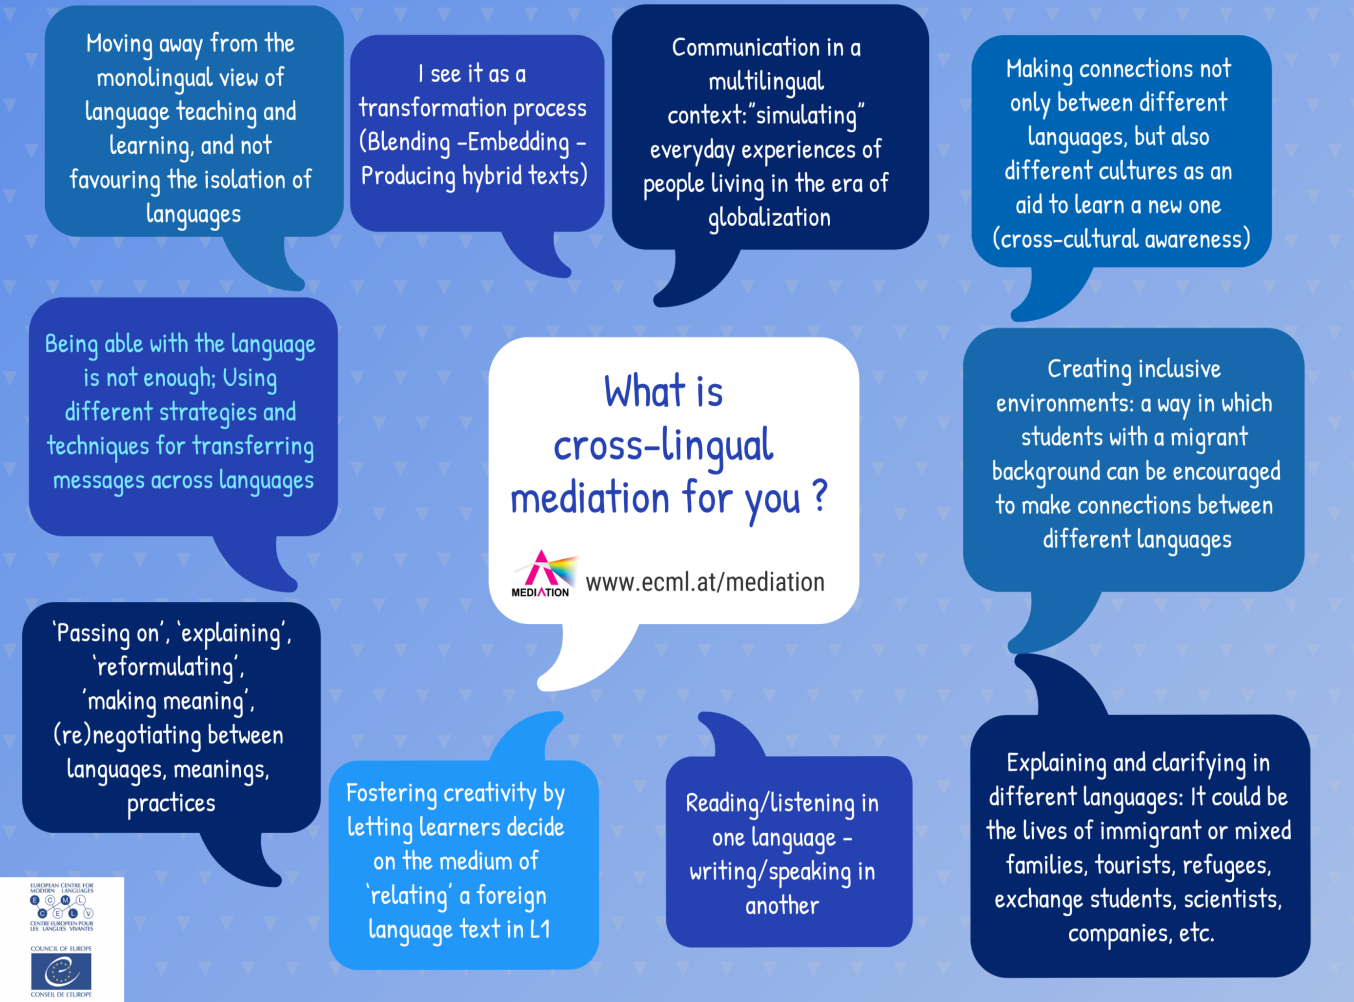 Moving away from the
monolingual view of
language teaching and
learning, and not
favouring the isolation of
languages
I see it as a
transformation process
(Blending -Embedding -
Producing hybrid texts)
Communication in a
multilingual
context:"simulating"
everyday experiences of
people living in the era of
globalization
Making connections not
only between different
languages, but also
different cultures as an
aid to learn a new one
(cross-cultural awareness)
Being able with the language
is not enough; Using
different strategies and
techniques for transferring
messages across languages
What is
cross-lingual
mediation for you ?
MEDIATION
www.ecml.at/mediation
Creating inclusive
environments: a way in which
students with a migrant
background can be encouraged
to make connections between
different languages
'Passing on', 'explaining',
'reformulating',
'making meaning',
(re)negotiating between
languages, meanings,
practices
Fostering creativity by
letting learners decide
on the medium of
'relating' a foreign
language text in L1
Reading/listening in
one language -
writing/speaking in
another
Explaining and clarifying in
different languages: It could be
the lives of immigrant or mixed
families, tourists, refugees,
exchange students, scientists,
companies, etc.
EUROPEAN CENTRE FOR
MODERN LANGUAGES
E C M L
C E L V
CENTRE EUROPEEN POUR
LES LANGUES VIVANTES
COUNCIL OF EUROPE
CONSEIL DE L'EUROPE